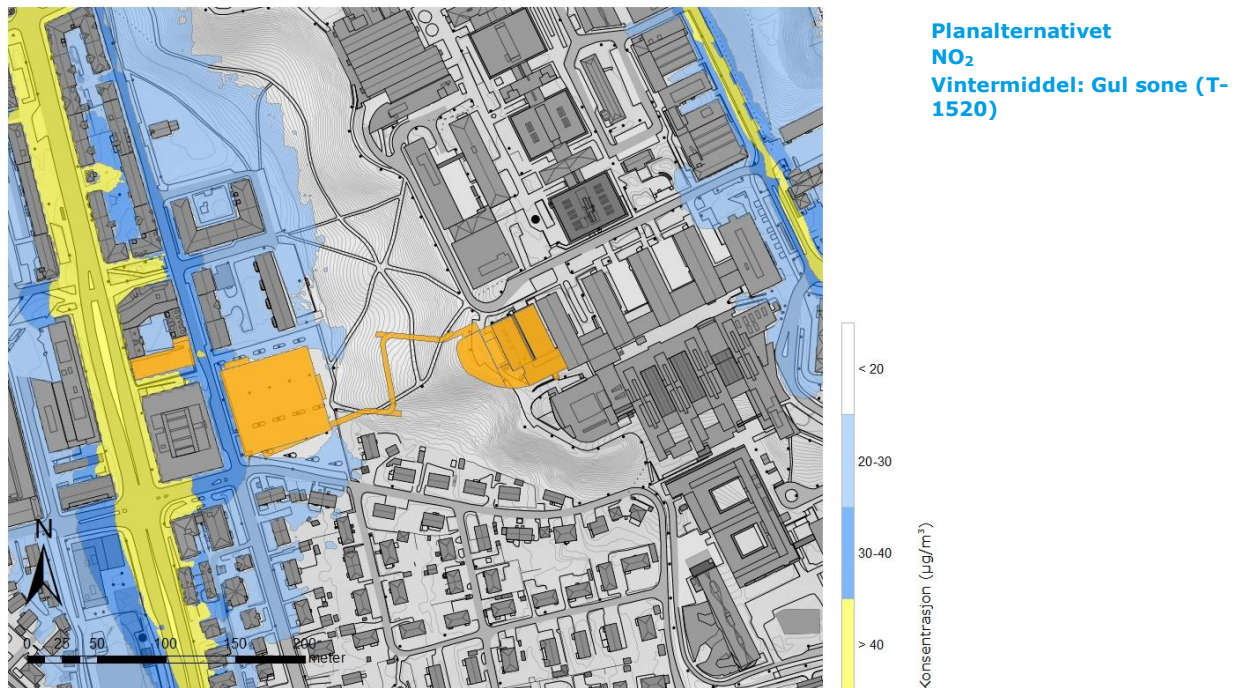 Planalternativet
NO₂
Vintermiddel: Gul sone (T-
1520)
< 20
20-30
30-40
> 40
Konsentrasjon (µg/m³)
N
0 25 50 100 150 200
meter